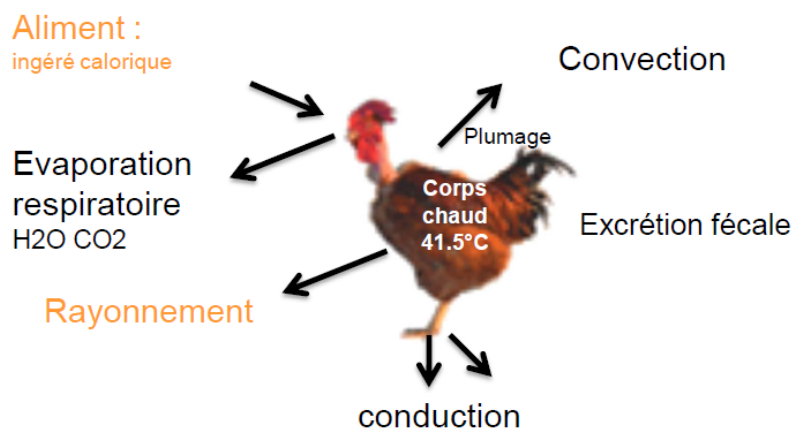 Aliment :
ingéré calorique
Convection
Plumage
Evaporation
respiratoire
H2O CO2
Corps
chaud
41.5°C
Excrétion fécale
Rayonnement
conduction